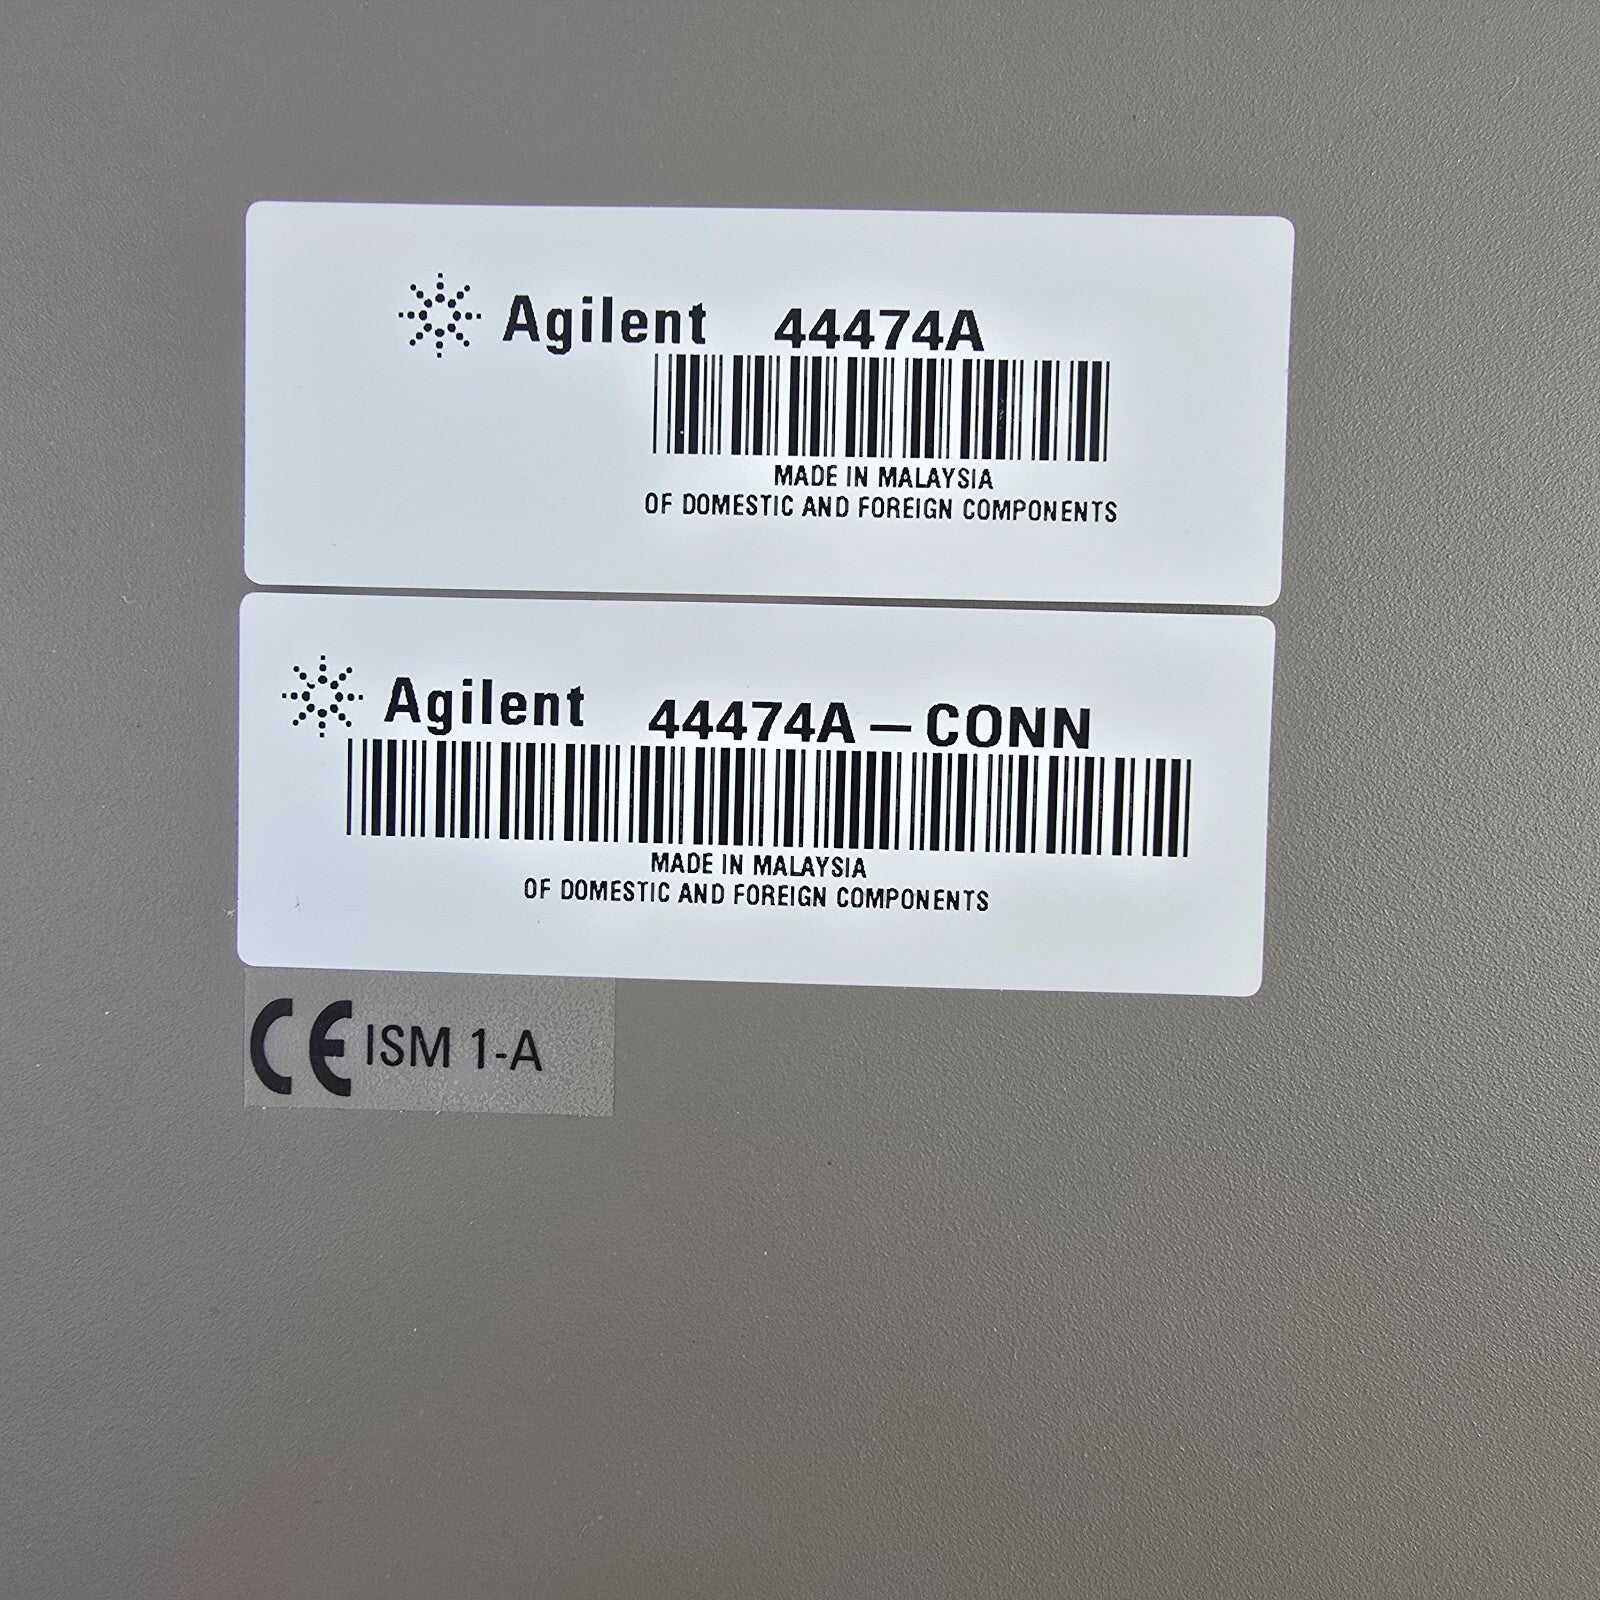 Agilent 44474A
MADE IN MALAYSIA
OF DOMESTIC AND FOREIGN COMPONENTS
Agilent 44474A – CONN
MADE IN MALAYSIA
OF DOMESTIC AND FOREIGN COMPONENTS
CE ISM 1-A